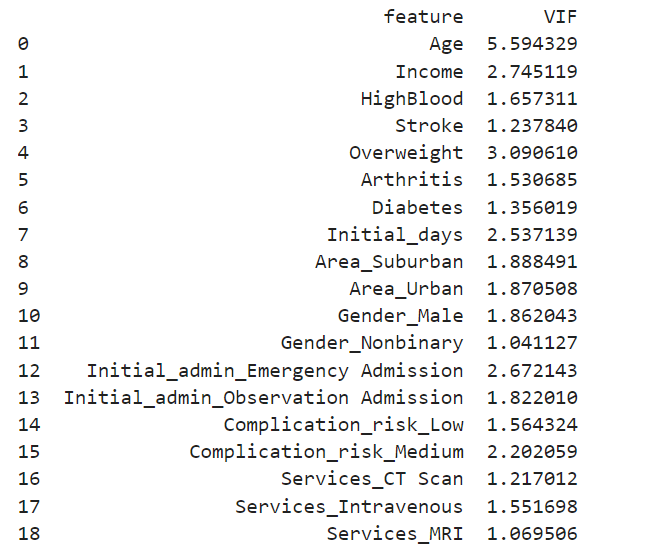 feature VIF
0 Age 5.594329
1 Income 2.745119
2 HighBlood 1.657311
3 Stroke 1.237840
4 Overweight 3.090610
5 Arthritis 1.530685
6 Diabetes 1.356019
7 Initial_days 2.537139
8 Area_Suburban 1.888491
9 Area_Urban 1.870508
10 Gender_Male 1.862043
11 Gender_Nonbinary 1.041127
12 Initial_admin_Emergency Admission 2.672143
13 Initial_admin_Observation Admission 1.822010
14 Complication_risk_Low 1.564324
15 Complication_risk_Medium 2.202059
16 Services_CT Scan 1.217012
17 Services_Intravenous 1.551698
18 Services_MRI 1.069506